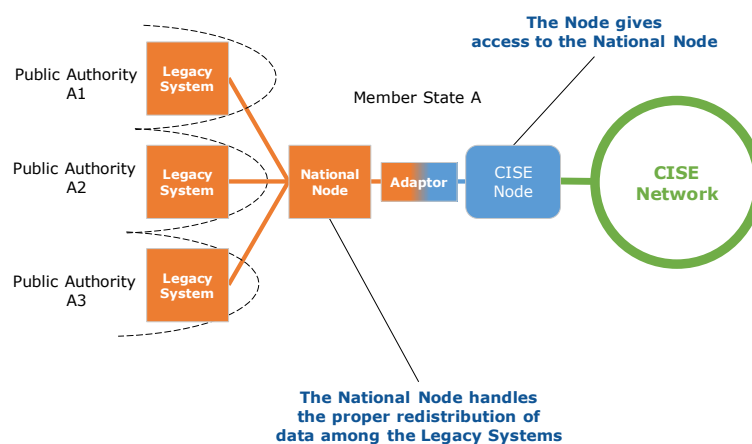 The Node gives
access to the National Node
Public Authority
A1
Legacy
System
Member State A
Public Authority
A2
Legacy
System
National
Node
Adaptor
CISE
Node
CISE
Network
Public Authority
A3
Legacy
System
The National Node handles
the proper redistribution of
data among the Legacy Systems